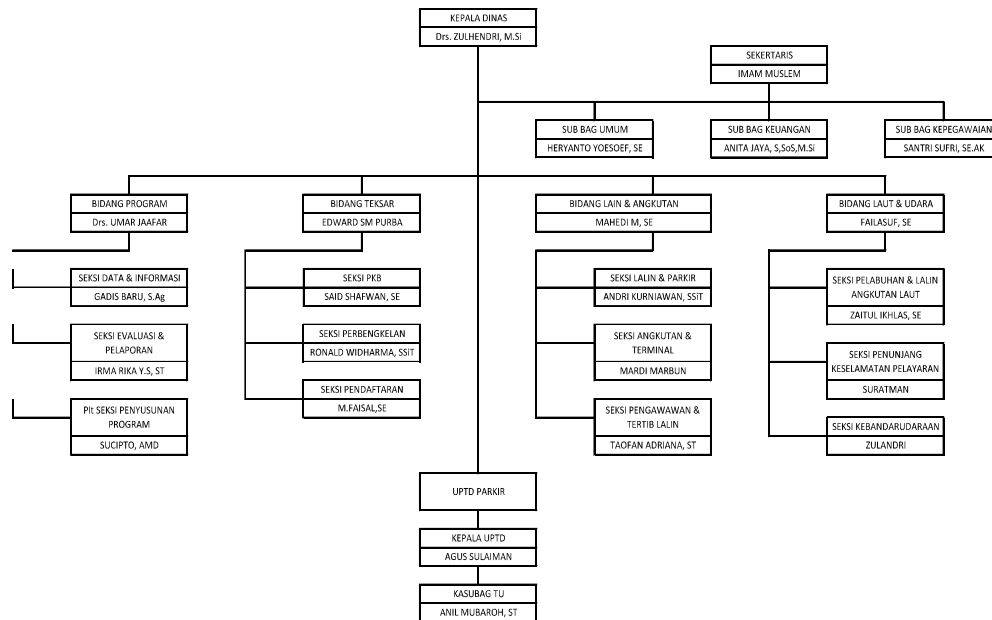 KEPALA DINAS
Drs. ZULHENDRI, M.Si
SEKERTARIS
IMAM MUSLEM
SUB BAG UMUM
HERYANTO YOESOEF, SE
SUB BAG KEUANGAN
ANITA JAYA, S,SoS,M.Si
SUB BAG KEPEGAWAIAN
SANTRI SUFRI, SE.AK
BIDANG PROGRAM
Drs. UMAR JAAFAR
BIDANG TEKSAR
EDWARD SM PURBA
BIDANG LAIN & ANGKUTAN
MAHEDI M, SE
BIDANG LAUT & UDARA
FAILASUF, SE
SEKSI DATA & INFORMASI
GADIS BARU, S.Ag
SEKSI EVALUASI &
PELAPORAN
IRMA RIKA Y.S, ST
Plt SEKSI PENYUSUNAN
PROGRAM
SUCIPTO, AMD
SEKSI PKB
SAID SHAFWAN, SE
SEKSI PERBENGKELAN
RONALD WIDHARMA, SSiT
SEKSI PENDAFTARAN
M.FAISAL,SE
SEKSI LALIN & PARKIR
ANDRI KURNIAWAN, SSiT
SEKSI ANGKUTAN &
TERMINAL
MARDI MARBUN
SEKSI PENGAWAWAN &
TERTIB LALIN
TAOFAN ADRIANA, ST
SEKSI PELABUHAN & LALIN
ANGKUTAN LAUT
ZAITUL IKHLAS, SE
SEKSI PENUNJANG
KESELAMATAN PELAYARAN
SURATMAN
SEKSI KEBANDARUDARAAN
ZULANDRI
UPTD PARKIR
KEPALA UPTD
AGUS SULAIMAN
KASUBAG TU
ANIL MUBAROH, ST